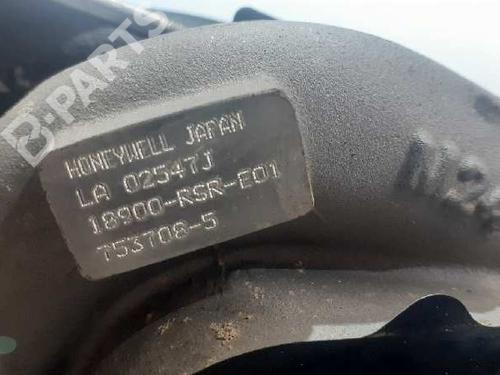 B-PARTS
HONEYWELL JAPAN
LA 02547J
18900-RSR-E01
753708-5